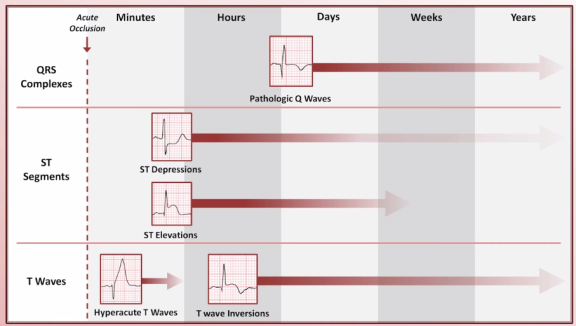 Acute
Occlusion
Minutes
Hours
Days
Weeks
Years
QRS
Complexes
Pathologic Q Waves
ST
Segments
ST Depressions
ST Elevations
T Waves
Hyperacute T Waves
T wave Inversions